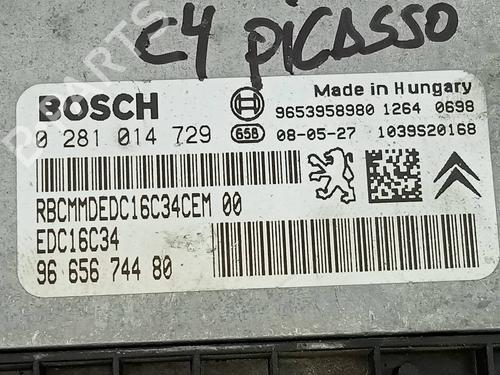 C4 PICASSO
BOSCH
Made in Hungary
9653958980 1264 0698
0 281 014 729
658
08-05-27
1039S20168
RBCMMDEDC16C34CEM 00
EDC16C34
96 656 744 80